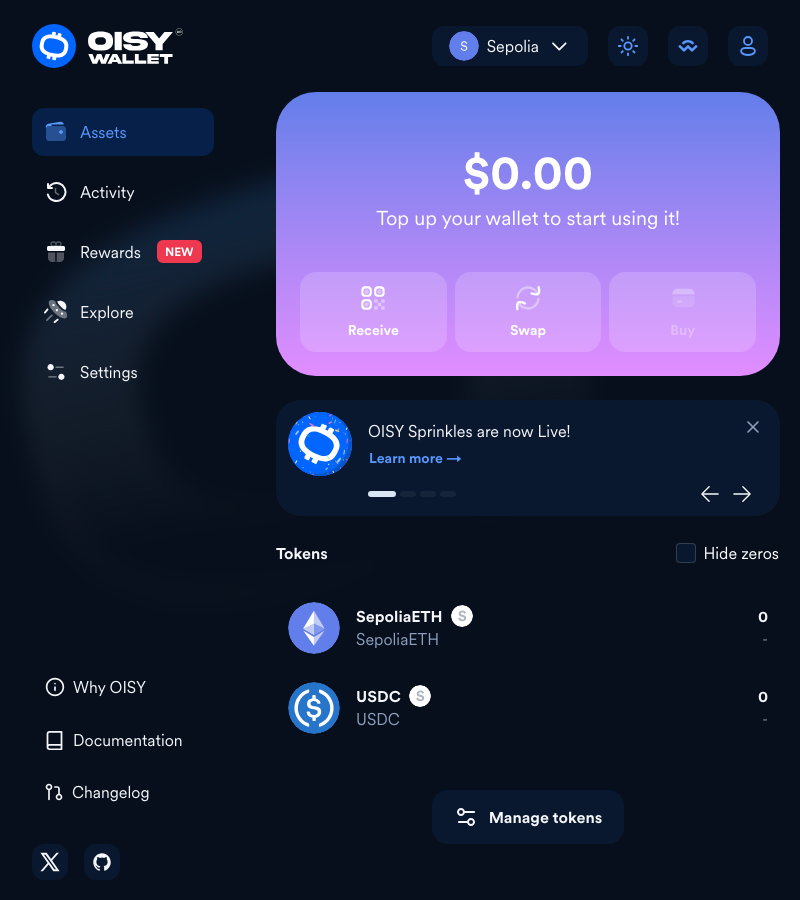 OISY
WALLET
S Sepolia
Assets
Activity
Rewards NEW
Explore
Settings
$0.00
Top up your wallet to start using it!
Receive Swap Buy
OISY Sprinkles are now Live!
Learn more →
Tokens Hide zeros
SepoliaETH S 0
SepoliaETH -
USDC S 0
USDC -
Why OISY
Documentation
Changelog
Manage tokens